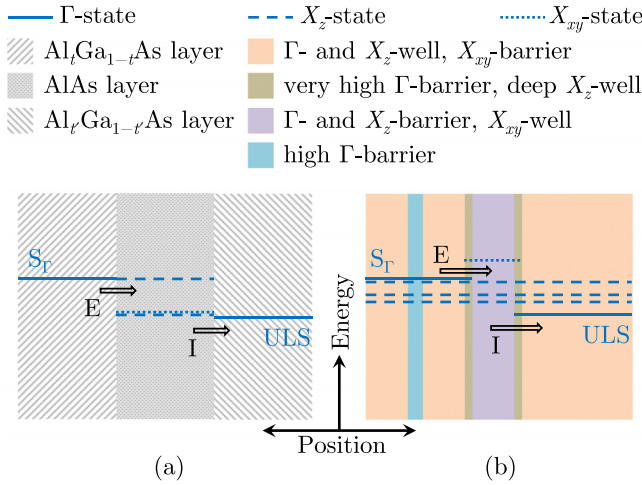 Γ-state X_z-state X_xy-state
Al_tGa_1−tAs layer Γ- and X_z-well, X_xy-barrier
AlAs layer very high Γ-barrier, deep X_z-well
Al_t′Ga_1−t′As layer Γ- and X_z-barrier, X_xy-well
high Γ-barrier
S_Γ E I ULS
Energy
S_Γ E I ULS
Position
(a) (b)